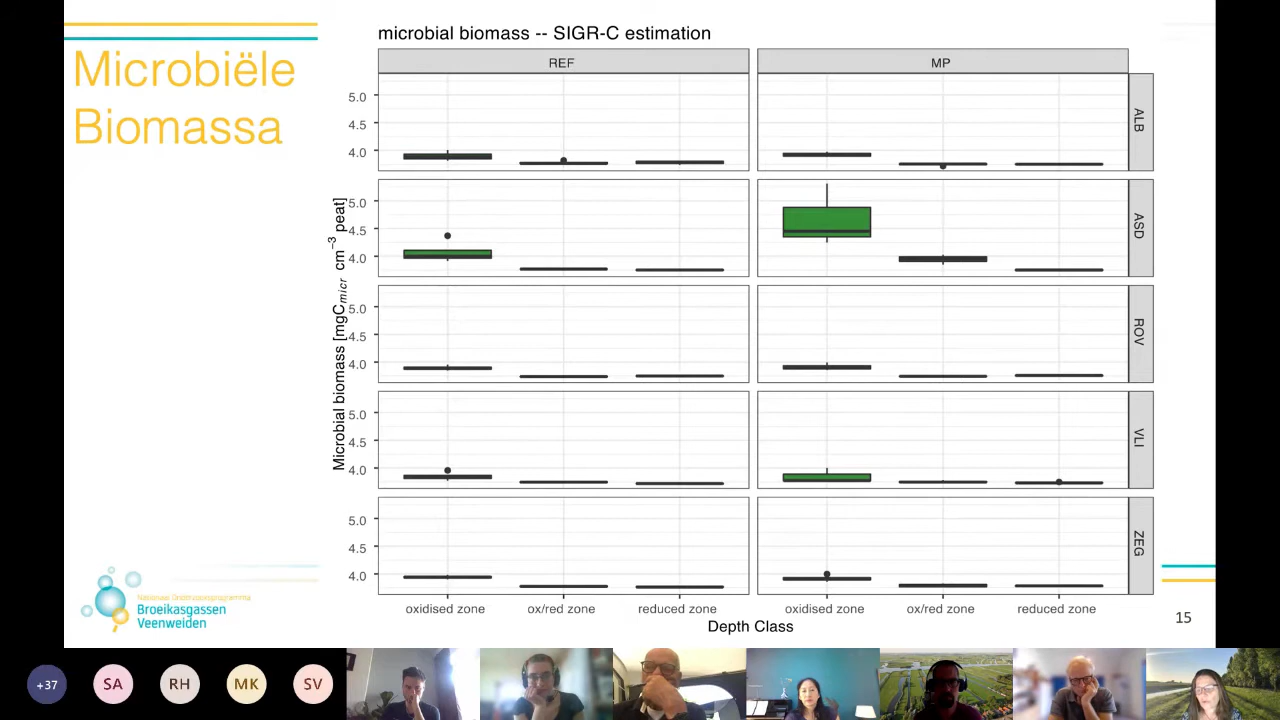 Microbiële
Biomassa
microbial biomass -- SIGR-C estimation
REF
MP
5.0
4.5
4.0
ALB
5.0
4.5
4.0
ASD
5.0
4.5
4.0
ROV
5.0
4.5
4.0
VLI
5.0
4.5
4.0
ZEG
Microbial biomass [mgCmicr cm−3 peat]
oxidised zone
ox/red zone
reduced zone
oxidised zone
ox/red zone
reduced zone
Depth Class
Nationaal Onderzoeksprogramma
Broeikasgassen
Veenweiden
15
+37
SA
RH
MK
SV